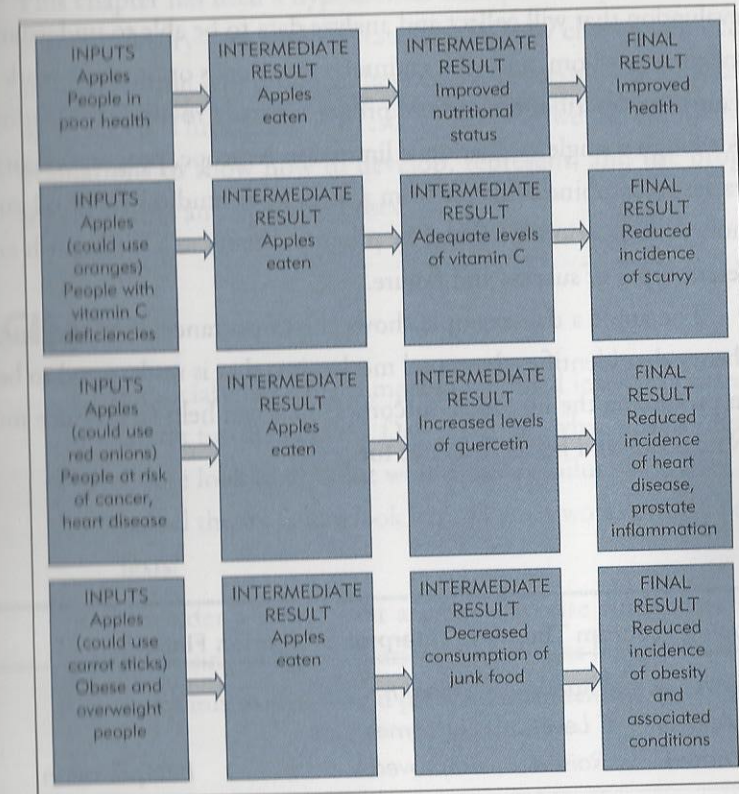 INPUTS
Apples
People in
poor health
INTERMEDIATE
RESULT
Apples
eaten
INTERMEDIATE
RESULT
Improved
nutritional
status
FINAL
RESULT
Improved
health
INPUTS
Apples
(could use
oranges)
People with
vitamin C
deficiencies
INTERMEDIATE
RESULT
Apples
eaten
INTERMEDIATE
RESULT
Adequate levels
of vitamin C
FINAL
RESULT
Reduced
incidence
of scurvy
INPUTS
Apples
(could use
red onions)
People at risk
of cancer,
heart disease
INTERMEDIATE
RESULT
Apples
eaten
INTERMEDIATE
RESULT
Increased levels
of quercetin
FINAL
RESULT
Reduced
incidence
of heart
disease,
prostate
inflammation
INPUTS
Apples
(could use
carrot sticks)
Obese and
overweight
people
INTERMEDIATE
RESULT
Apples
eaten
INTERMEDIATE
RESULT
Decreased
consumption of
junk food
FINAL
RESULT
Reduced
incidence
of obesity
and
associated
conditions